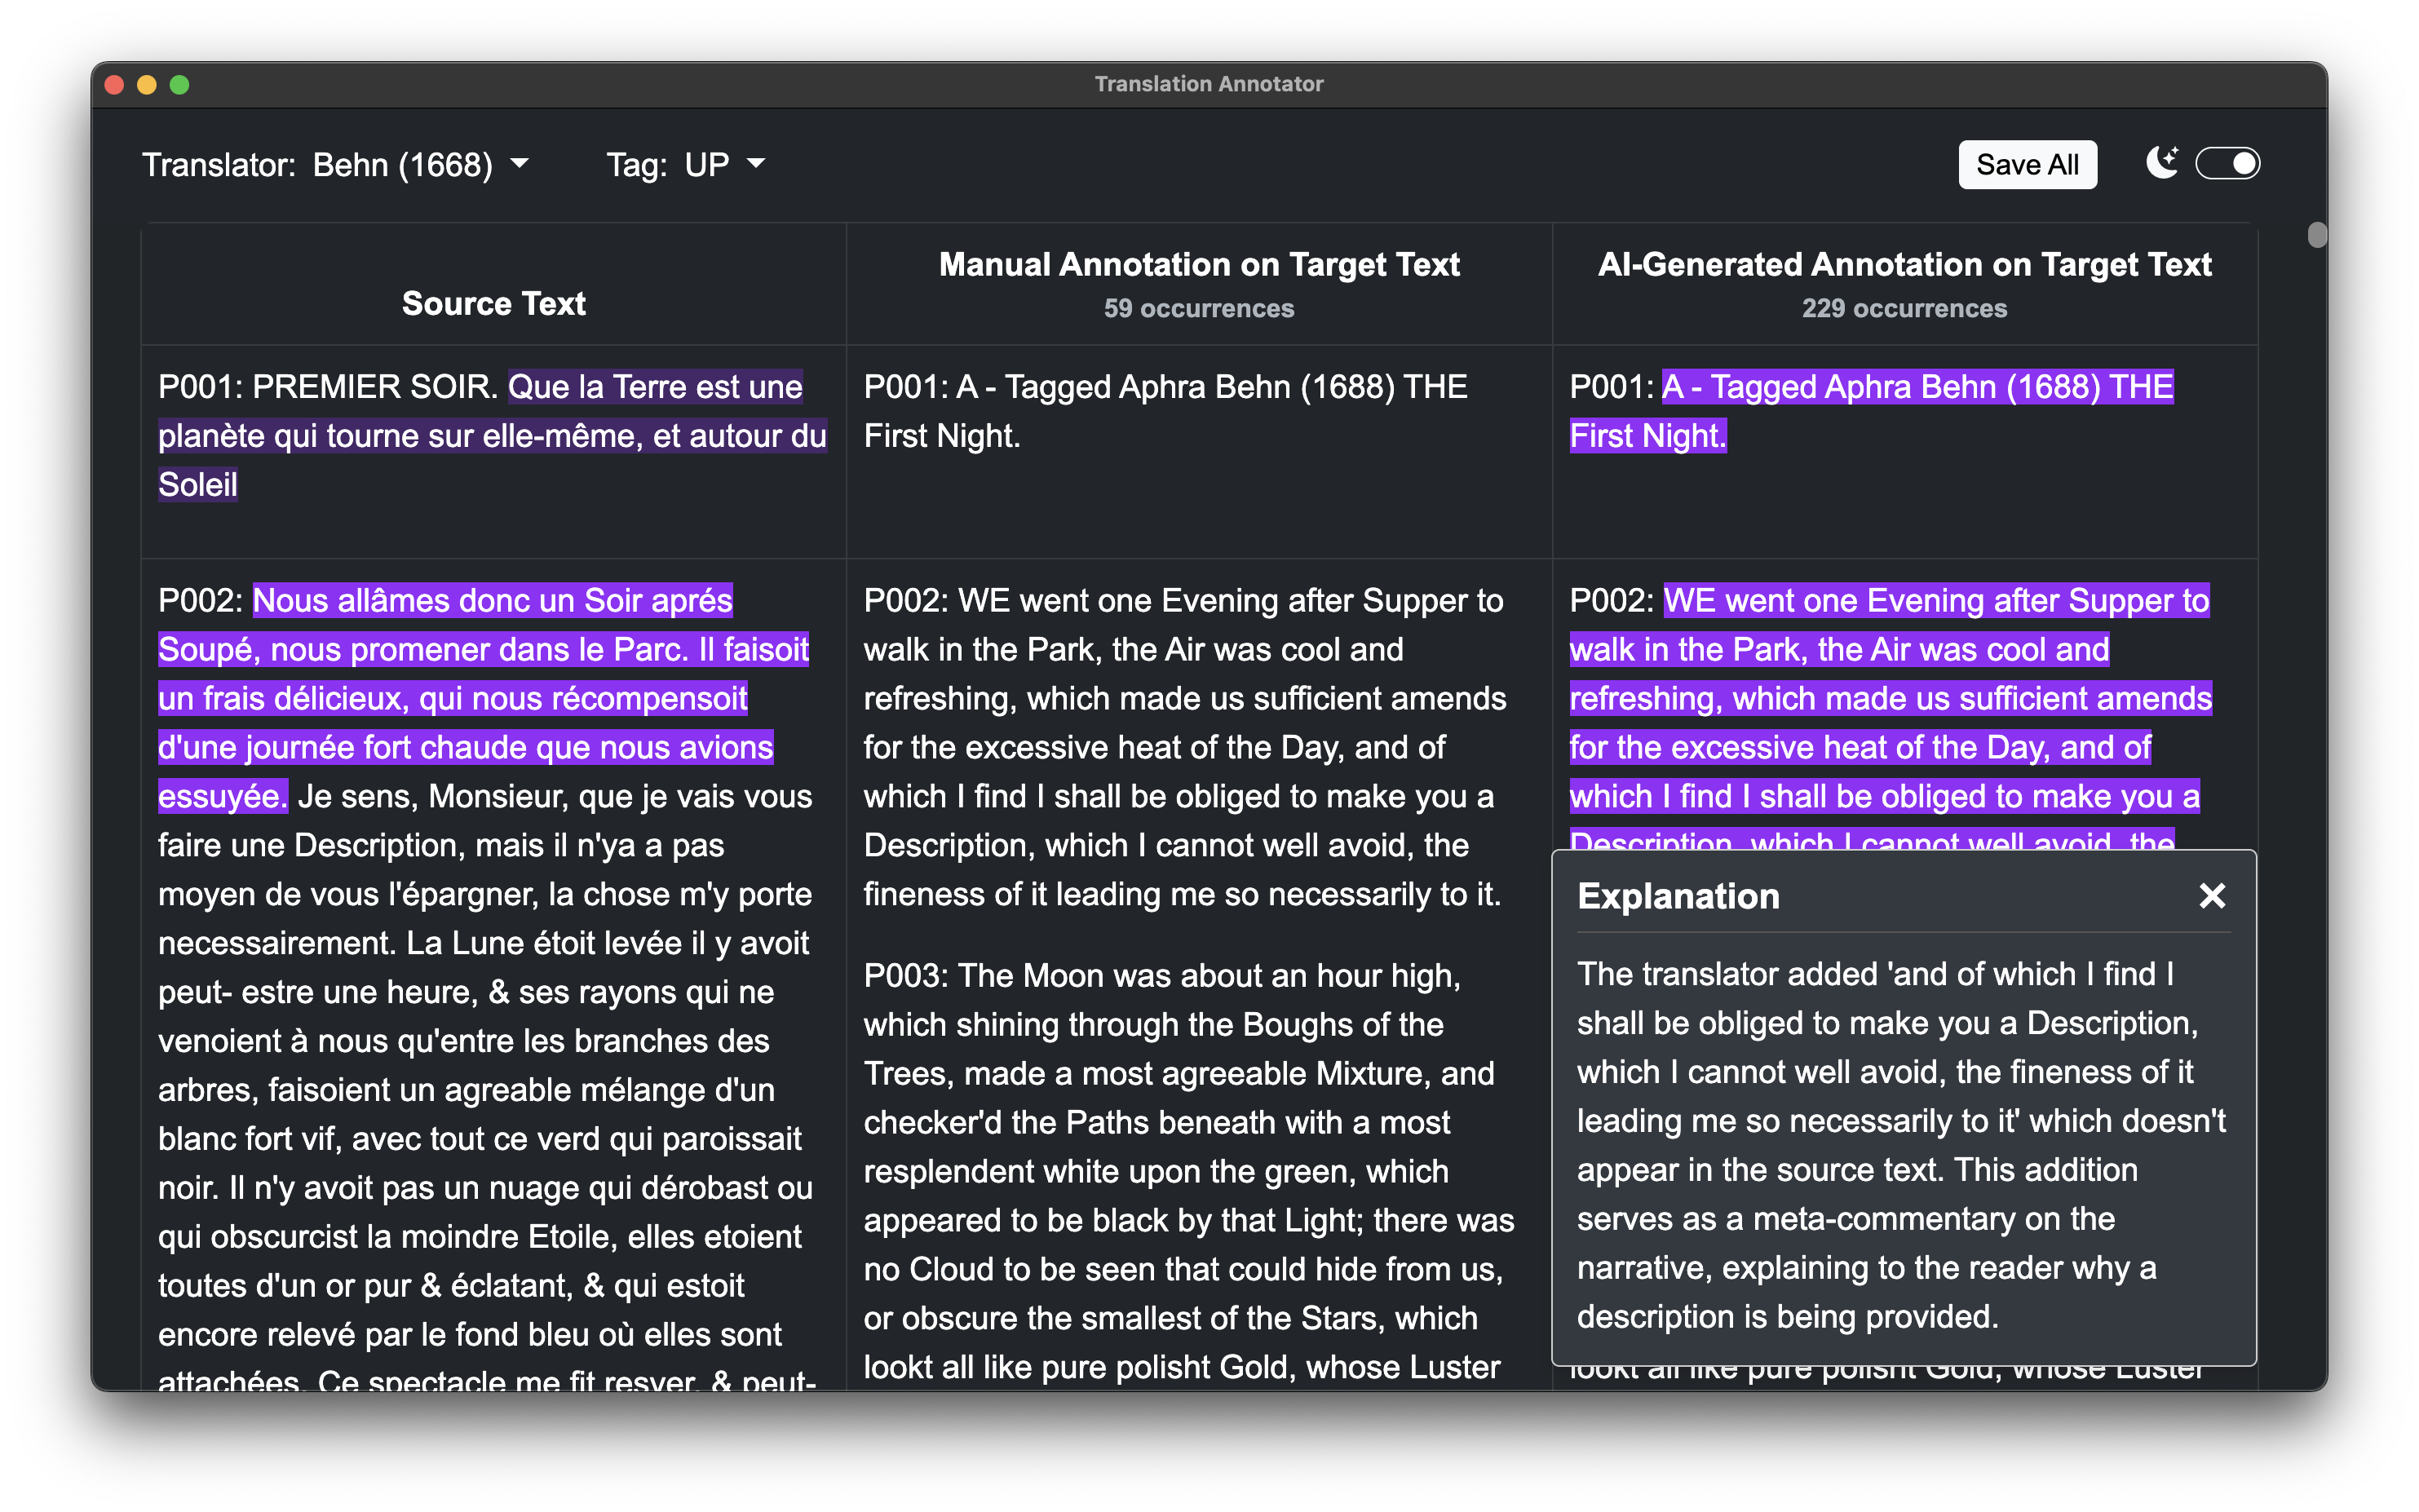 Translation Annotator
Translator: Behn (1668)
Tag: UP
Save All
Source Text
Manual Annotation on Target Text
59 occurrences
AI-Generated Annotation on Target Text
229 occurrences
P001: PREMIER SOIR. Que la Terre est une
planète qui tourne sur elle-même, et autour du
Soleil
P001: A - Tagged Aphra Behn (1688) THE
First Night.
P001: A - Tagged Aphra Behn (1688) THE
First Night.
P002: Nous allâmes donc un Soir aprés
Soupé, nous promener dans le Parc. Il faisoit
un frais délicieux, qui nous récompensoit
d'une journée fort chaude que nous avions
essuyée. Je sens, Monsieur, que je vais vous
faire une Description, mais il n'ya a pas
moyen de vous l'épargner, la chose m'y porte
necessairement. La Lune étoit levée il y avoit
peut- estre une heure, & ses rayons qui ne
venoient à nous qu'entre les branches des
arbres, faisoient un agreable mélange d'un
blanc fort vif, avec tout ce verd qui paroissait
noir. Il n'y avoit pas un nuage qui dérobast ou
qui obscurcist la moindre Etoile, elles etoient
toutes d'un or pur & éclatant, & qui estoit
encore relevé par le fond bleu où elles sont
attachées. Ce spectacle me fit resver, & peut-
P002: WE went one Evening after Supper to
walk in the Park, the Air was cool and
refreshing, which made us sufficient amends
for the excessive heat of the Day, and of
which I find I shall be obliged to make you a
Description, which I cannot well avoid, the
fineness of it leading me so necessarily to it.
P003: The Moon was about an hour high,
which shining through the Boughs of the
Trees, made a most agreeable Mixture, and
checker'd the Paths beneath with a most
resplendent white upon the green, which
appeared to be black by that Light; there was
no Cloud to be seen that could hide from us,
or obscure the smallest of the Stars, which
lookt all like pure polisht Gold, whose Luster
P002: WE went one Evening after Supper to
walk in the Park, the Air was cool and
refreshing, which made us sufficient amends
for the excessive heat of the Day, and of
which I find I shall be obliged to make you a
Description, which I cannot well avoid, the
Explanation
The translator added 'and of which I find I
shall be obliged to make you a Description,
which I cannot well avoid, the fineness of it
leading me so necessarily to it' which doesn't
appear in the source text. This addition
serves as a meta-commentary on the
narrative, explaining to the reader why a
description is being provided.
lookt all like pure polisht Gold, whose Luster